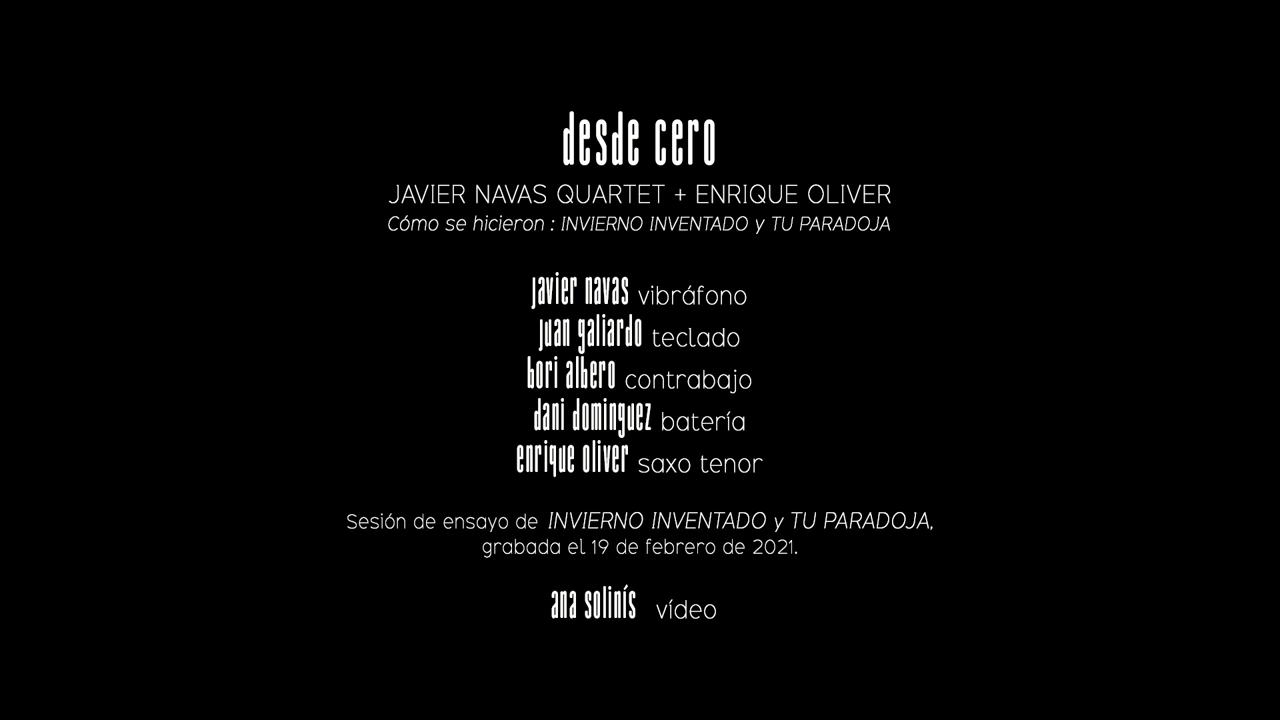 desde cero
JAVIER NAVAS QUARTET + ENRIQUE OLIVER
Cómo se hicieron : INVIERNO INVENTADO y TU PARADOJA
javier navas vibráfono
juan galiardo teclado
bori albero contrabajo
dani dominguez batería
enrique oliver saxo tenor
Sesión de ensayo de INVIERNO INVENTADO y TU PARADOJA,
grabada el 19 de febrero de 2021.
ana solinís vídeo